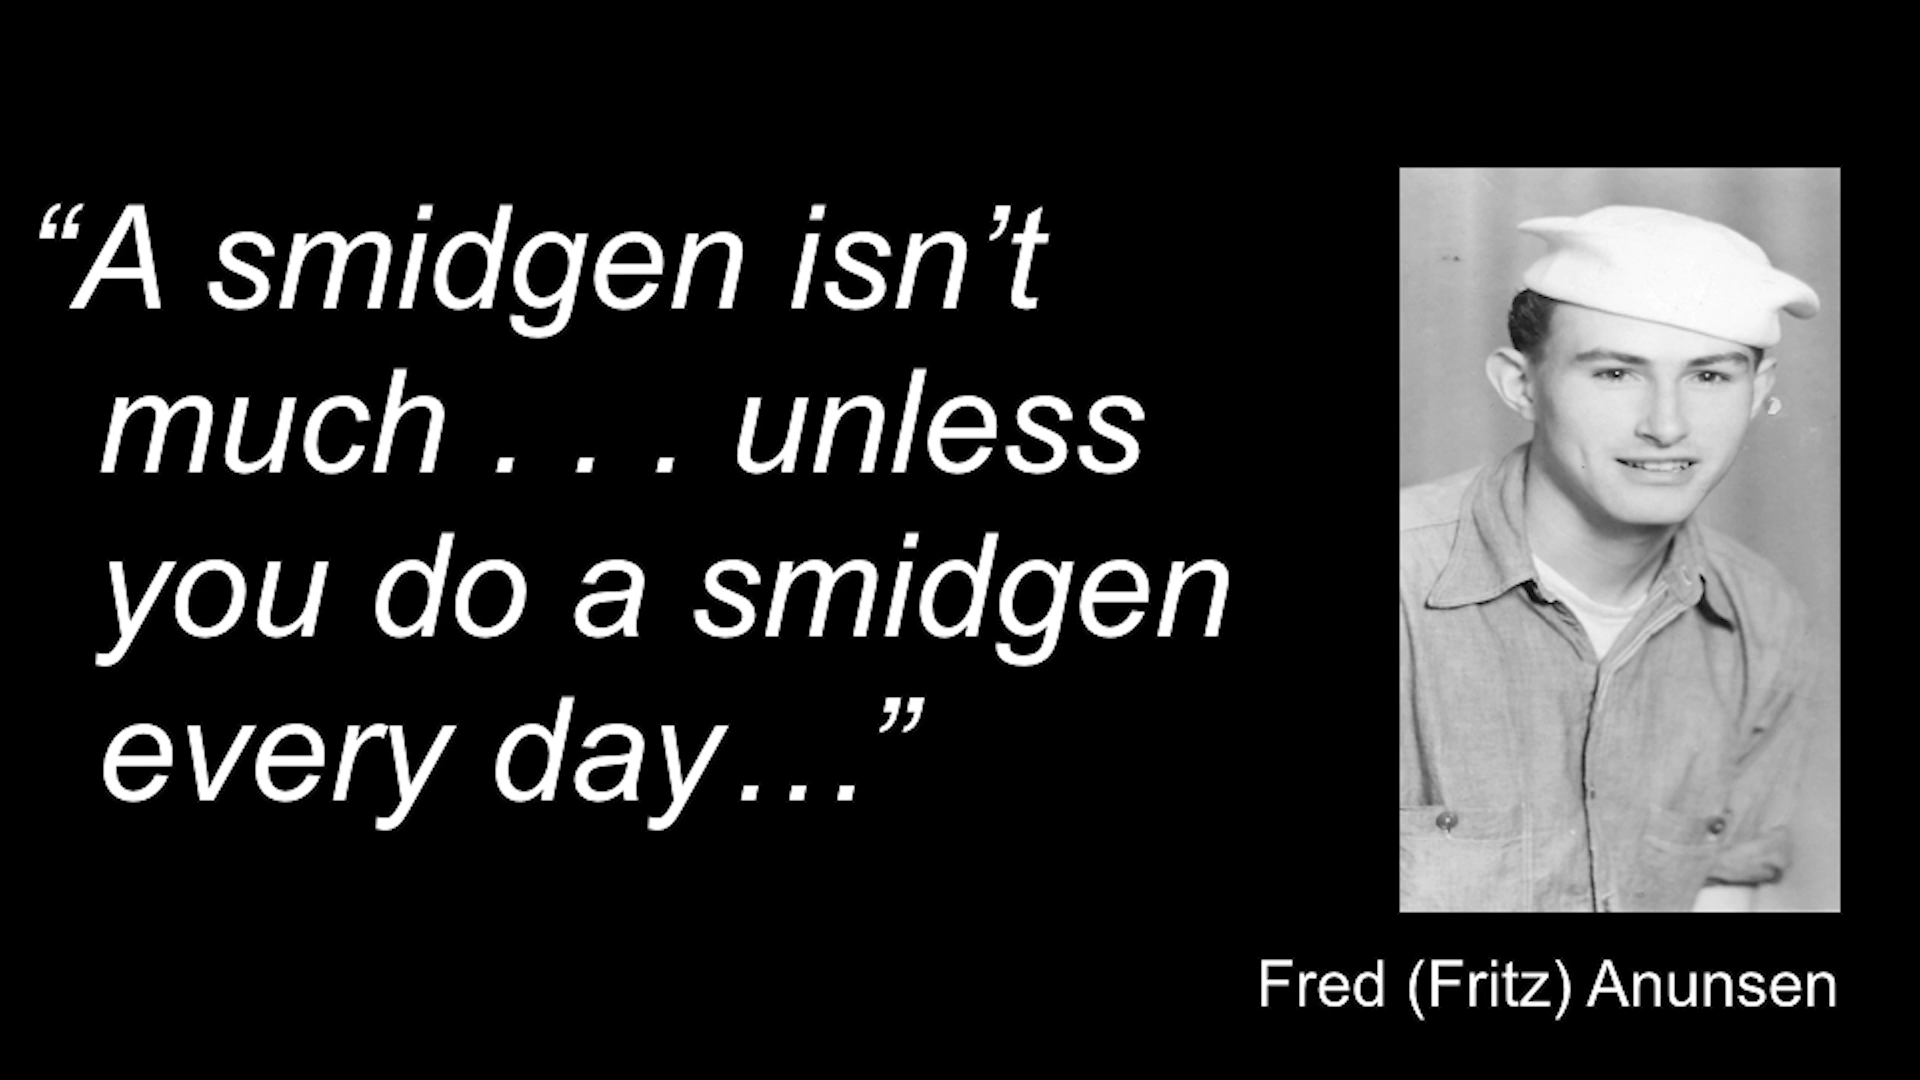 “A smidgen isn’t
much . . . unless
you do a smidgen
every day…”
Fred (Fritz) Anunsen